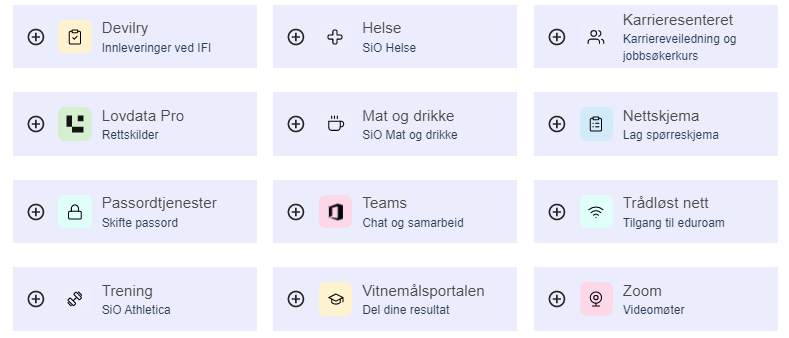 Devilry
Innleveringer ved IFI
Helse
SiO Helse
Karrieresenteret
Karriereveiledning og
jobbsøkerkurs
Lovdata Pro
Rettskilder
Mat og drikke
SiO Mat og drikke
Nettskjema
Lag spørreskjema
Passordtjenester
Skifte passord
Teams
Chat og samarbeid
Trådløst nett
Tilgang til eduroam
Trening
SiO Athletica
Vitnemålsportalen
Del dine resultat
Zoom
Videomøter